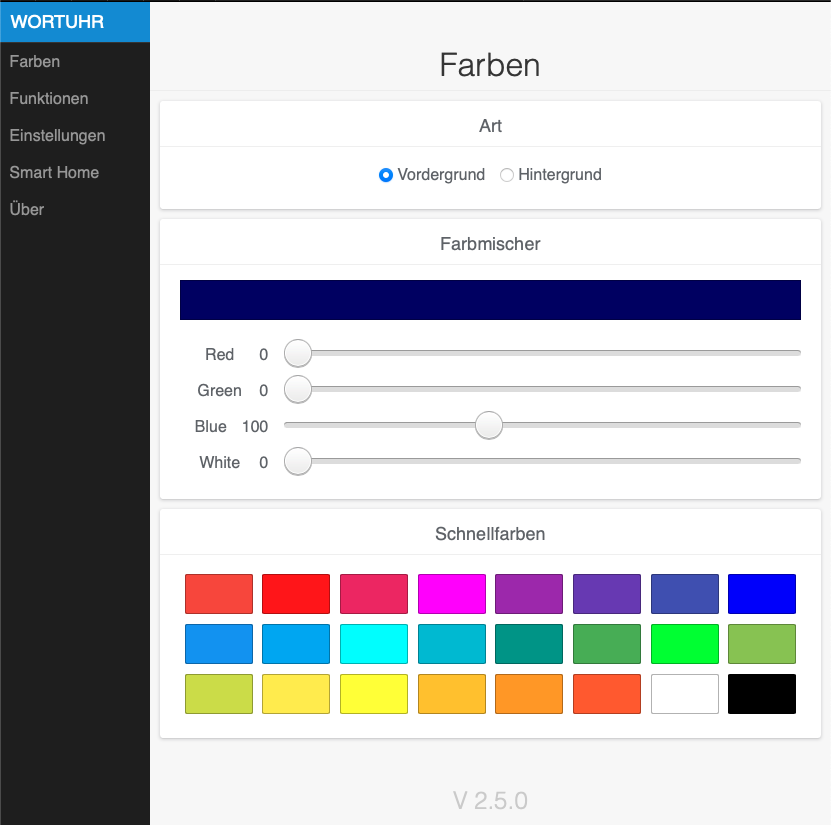 WORTUHR
Farben
Funktionen
Einstellungen
Smart Home
Über
Farben
Art
Vordergrund Hintergrund
Farbmischer
Red 0
Green 0
Blue 100
White 0
Schnellfarben
V 2.5.0